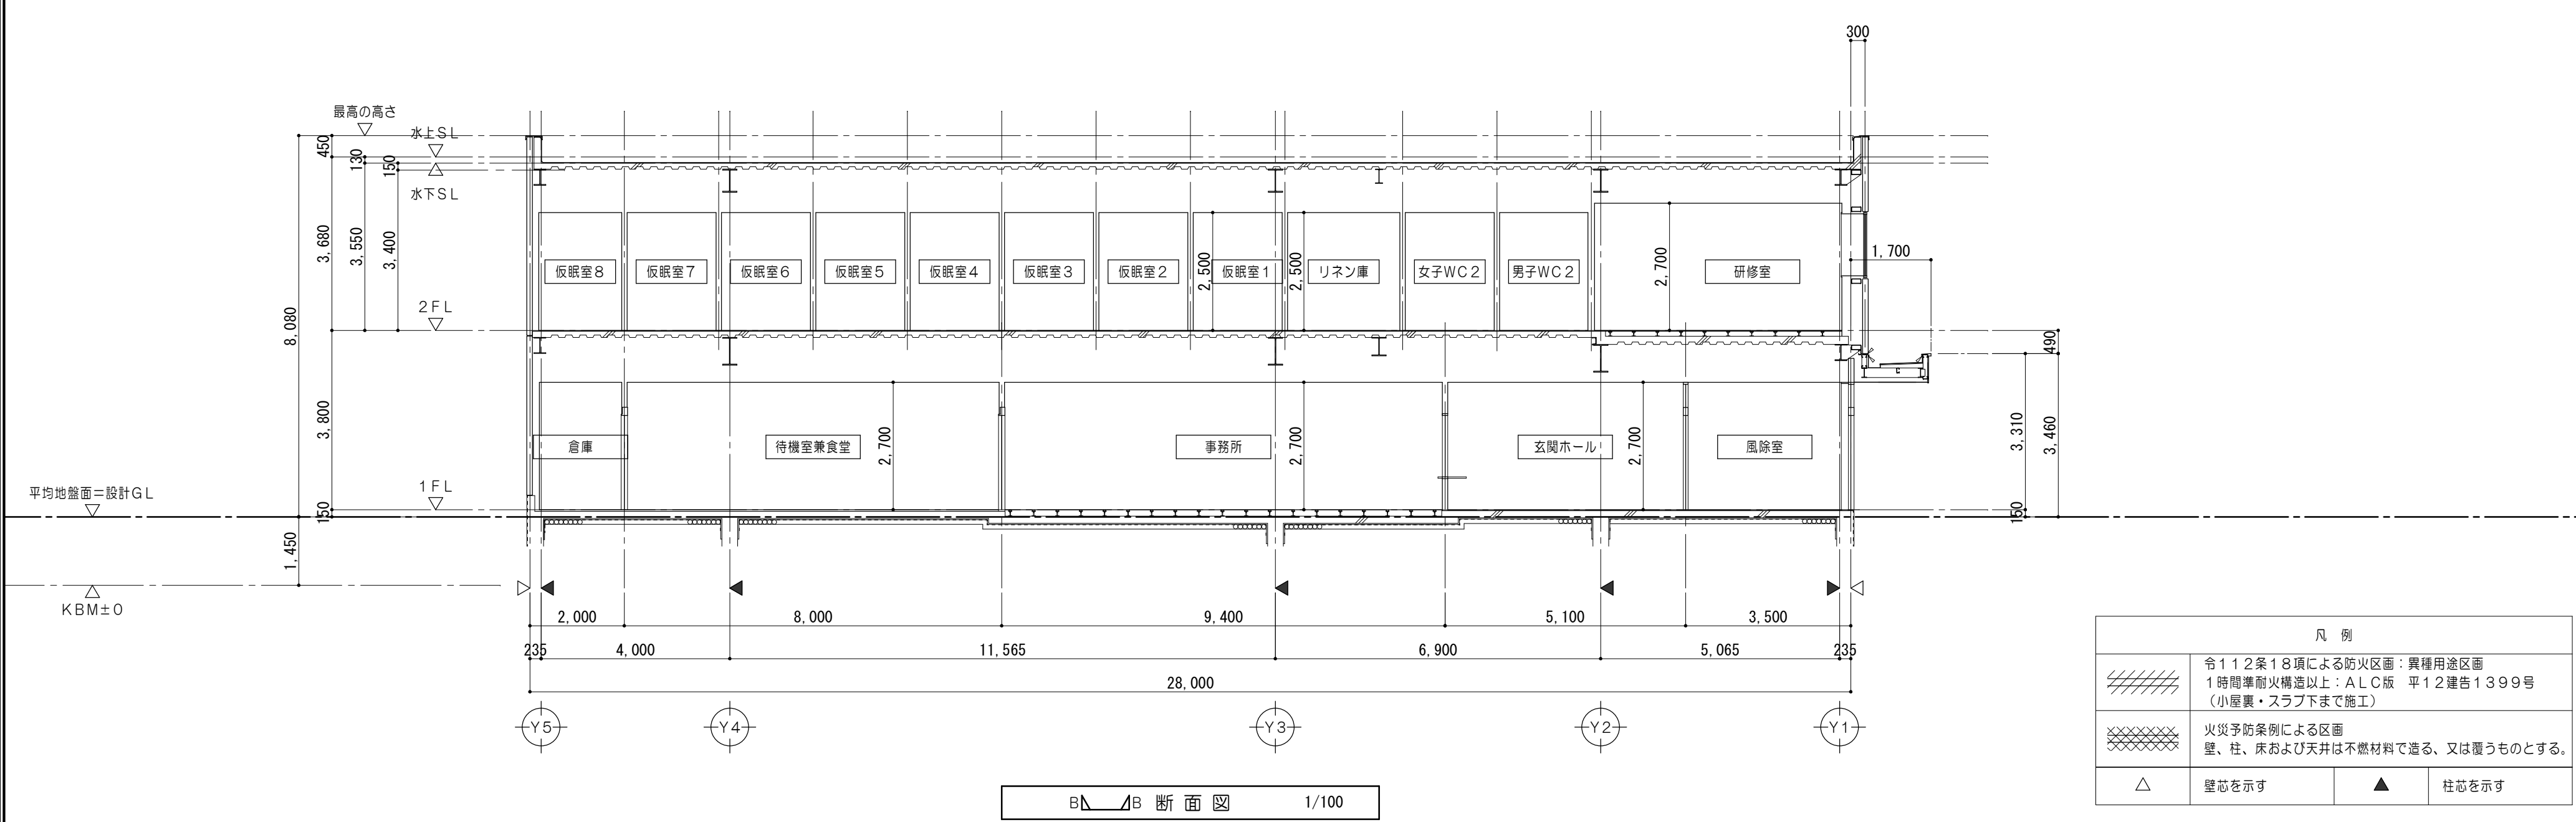 300
最高の高さ
水上SL
450
130
150
水下SL
3,680
3,550
3,400
8,080
仮眠室8
仮眠室7
仮眠室6
仮眠室5
仮眠室4
仮眠室3
仮眠室2
仮眠室1
2,500
2,500
リネン庫
女子WC2
男子WC2
2,700
研修室
1,700
2FL
490
3,800
倉庫
待機室兼食堂
2,700
事務所
2,700
玄関ホール
2,700
風除室
3,310
3,460
平均地盤面=設計GL
1FL
150
150
1,450
KBM±0
2,000
8,000
9,400
5,100
3,500
235
4,000
11,565
6,900
5,065
235
28,000
Y5
Y4
Y3
Y2
Y1
B B 断面図 1/100
凡 例
令112条18項による防火区画:異種用途区画
1時間準耐火構造以上:ALC版 平12建告1399号
(小屋裏・スラブ下まで施工)
火災予防条例による区画
壁、柱、床および天井は不燃材料で造る、又は覆うものとする。
△ 壁芯を示す ▲ 柱芯を示す